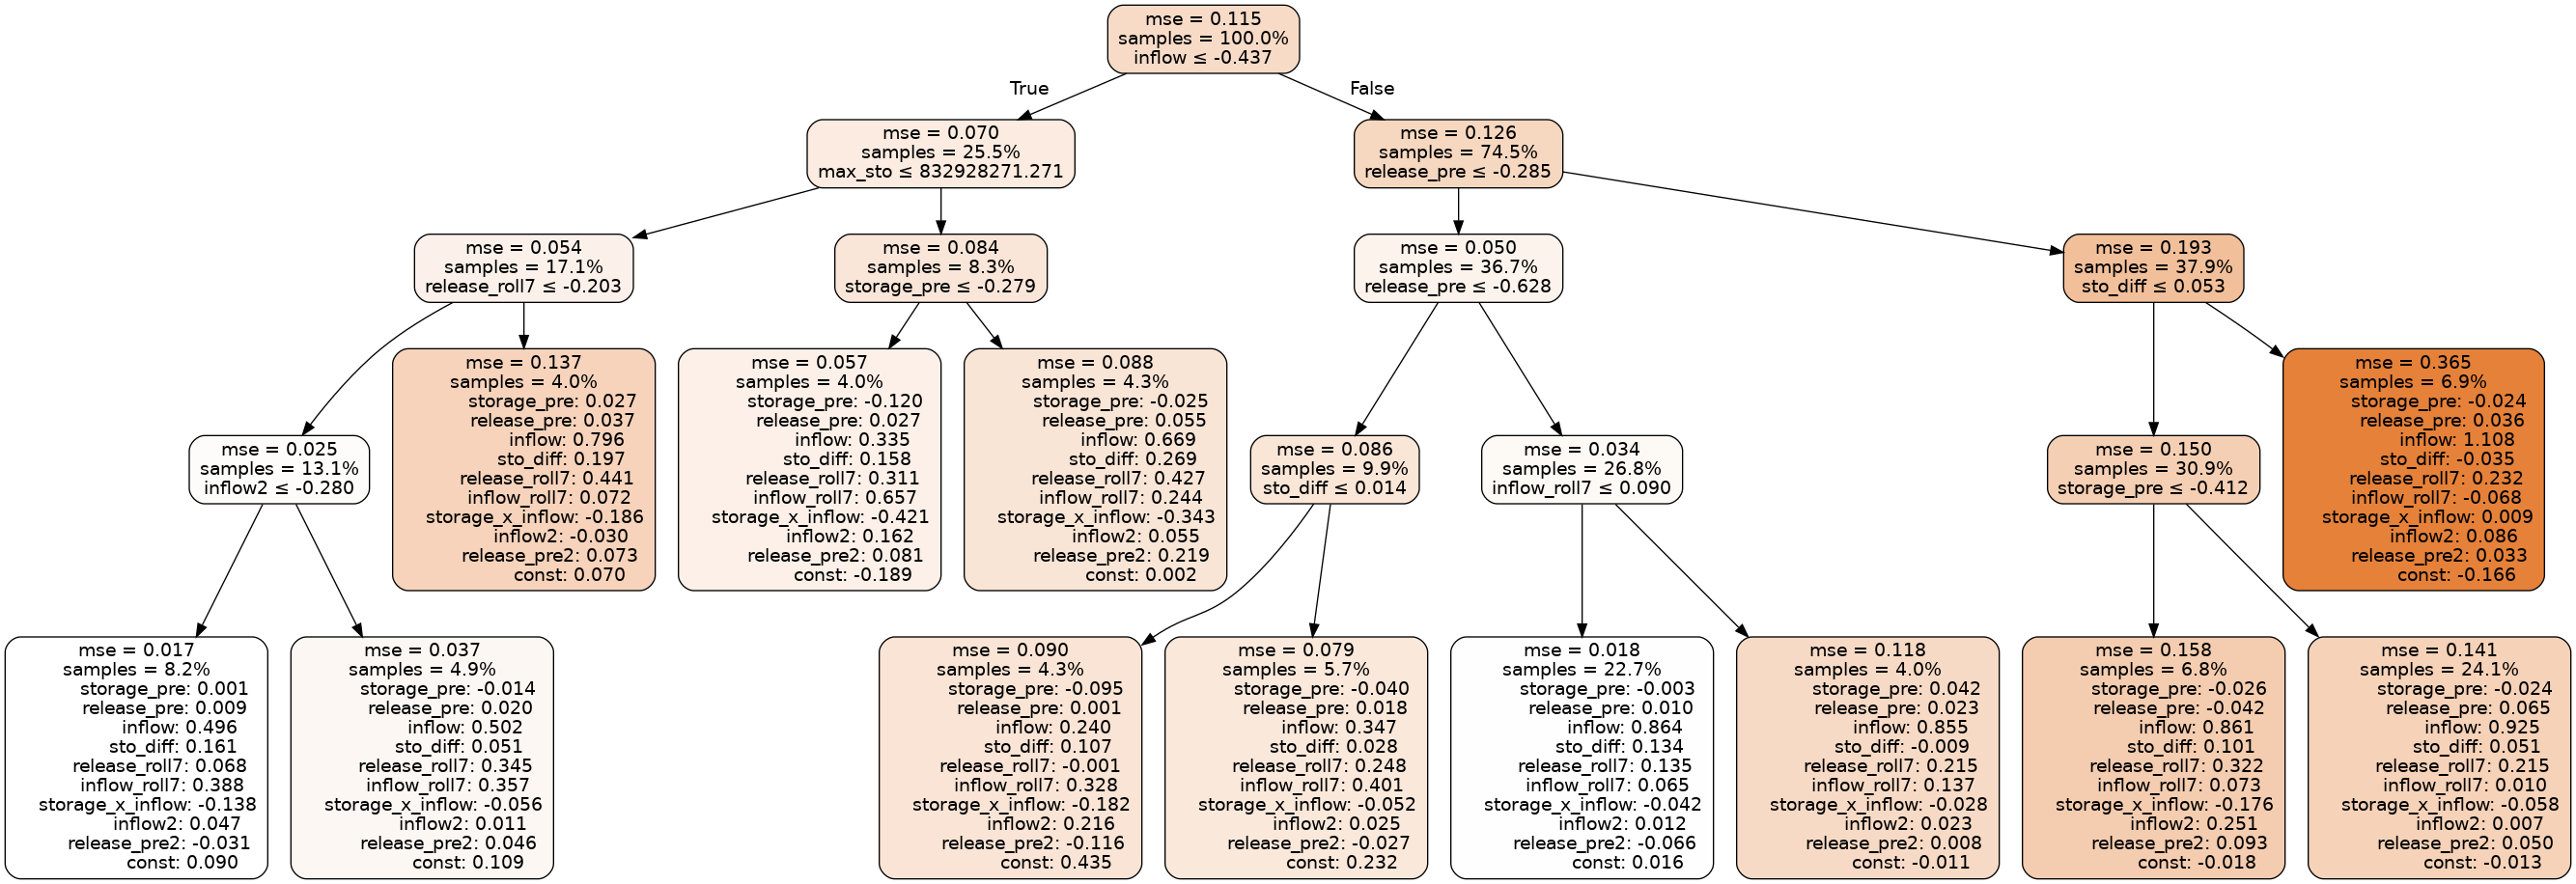 mse = 0.115
samples = 100.0%
inflow ≤ -0.437
True
False
mse = 0.070
samples = 25.5%
max_sto ≤ 832928271.271
mse = 0.126
samples = 74.5%
release_pre ≤ -0.285
mse = 0.054
samples = 17.1%
release_roll7 ≤ -0.203
mse = 0.084
samples = 8.3%
storage_pre ≤ -0.279
mse = 0.050
samples = 36.7%
release_pre ≤ -0.628
mse = 0.193
samples = 37.9%
sto_diff ≤ 0.053
mse = 0.025
samples = 13.1%
inflow2 ≤ -0.280
mse = 0.137
samples = 4.0%
storage_pre: 0.027
release_pre: 0.037
inflow: 0.796
sto_diff: 0.197
release_roll7: 0.441
inflow_roll7: 0.072
storage_x_inflow: -0.186
inflow2: -0.030
release_pre2: 0.073
const: 0.070
mse = 0.057
samples = 4.0%
storage_pre: -0.120
release_pre: 0.027
inflow: 0.335
sto_diff: 0.158
release_roll7: 0.311
inflow_roll7: 0.657
storage_x_inflow: -0.421
inflow2: 0.162
release_pre2: 0.081
const: -0.189
mse = 0.088
samples = 4.3%
storage_pre: -0.025
release_pre: 0.055
inflow: 0.669
sto_diff: 0.269
release_roll7: 0.427
inflow_roll7: 0.244
storage_x_inflow: -0.343
inflow2: 0.055
release_pre2: 0.219
const: 0.002
mse = 0.086
samples = 9.9%
sto_diff ≤ 0.014
mse = 0.034
samples = 26.8%
inflow_roll7 ≤ 0.090
mse = 0.150
samples = 30.9%
storage_pre ≤ -0.412
mse = 0.365
samples = 6.9%
storage_pre: -0.024
release_pre: 0.036
inflow: 1.108
sto_diff: -0.035
release_roll7: 0.232
inflow_roll7: -0.068
storage_x_inflow: 0.009
inflow2: 0.086
release_pre2: 0.033
const: -0.166
mse = 0.017
samples = 8.2%
storage_pre: 0.001
release_pre: 0.009
inflow: 0.496
sto_diff: 0.161
release_roll7: 0.068
inflow_roll7: 0.388
storage_x_inflow: -0.138
inflow2: 0.047
release_pre2: -0.031
const: 0.090
mse = 0.037
samples = 4.9%
storage_pre: -0.014
release_pre: 0.020
inflow: 0.502
sto_diff: 0.051
release_roll7: 0.345
inflow_roll7: 0.357
storage_x_inflow: -0.056
inflow2: 0.011
release_pre2: 0.046
const: 0.109
mse = 0.090
samples = 4.3%
storage_pre: -0.095
release_pre: 0.001
inflow: 0.240
sto_diff: 0.107
release_roll7: -0.001
inflow_roll7: 0.328
storage_x_inflow: -0.182
inflow2: 0.216
release_pre2: -0.116
const: 0.435
mse = 0.079
samples = 5.7%
storage_pre: -0.040
release_pre: 0.018
inflow: 0.347
sto_diff: 0.028
release_roll7: 0.248
inflow_roll7: 0.401
storage_x_inflow: -0.052
inflow2: 0.025
release_pre2: -0.027
const: 0.232
mse = 0.018
samples = 22.7%
storage_pre: -0.003
release_pre: 0.010
inflow: 0.864
sto_diff: 0.134
release_roll7: 0.135
inflow_roll7: 0.065
storage_x_inflow: -0.042
inflow2: 0.012
release_pre2: -0.066
const: 0.016
mse = 0.118
samples = 4.0%
storage_pre: 0.042
release_pre: 0.023
inflow: 0.855
sto_diff: -0.009
release_roll7: 0.215
inflow_roll7: 0.137
storage_x_inflow: -0.028
inflow2: 0.023
release_pre2: 0.008
const: -0.011
mse = 0.158
samples = 6.8%
storage_pre: -0.026
release_pre: -0.042
inflow: 0.861
sto_diff: 0.101
release_roll7: 0.322
inflow_roll7: 0.073
storage_x_inflow: -0.176
inflow2: 0.251
release_pre2: 0.093
const: -0.018
mse = 0.141
samples = 24.1%
storage_pre: -0.024
release_pre: 0.065
inflow: 0.925
sto_diff: 0.051
release_roll7: 0.215
inflow_roll7: 0.010
storage_x_inflow: -0.058
inflow2: 0.007
release_pre2: 0.050
const: -0.013